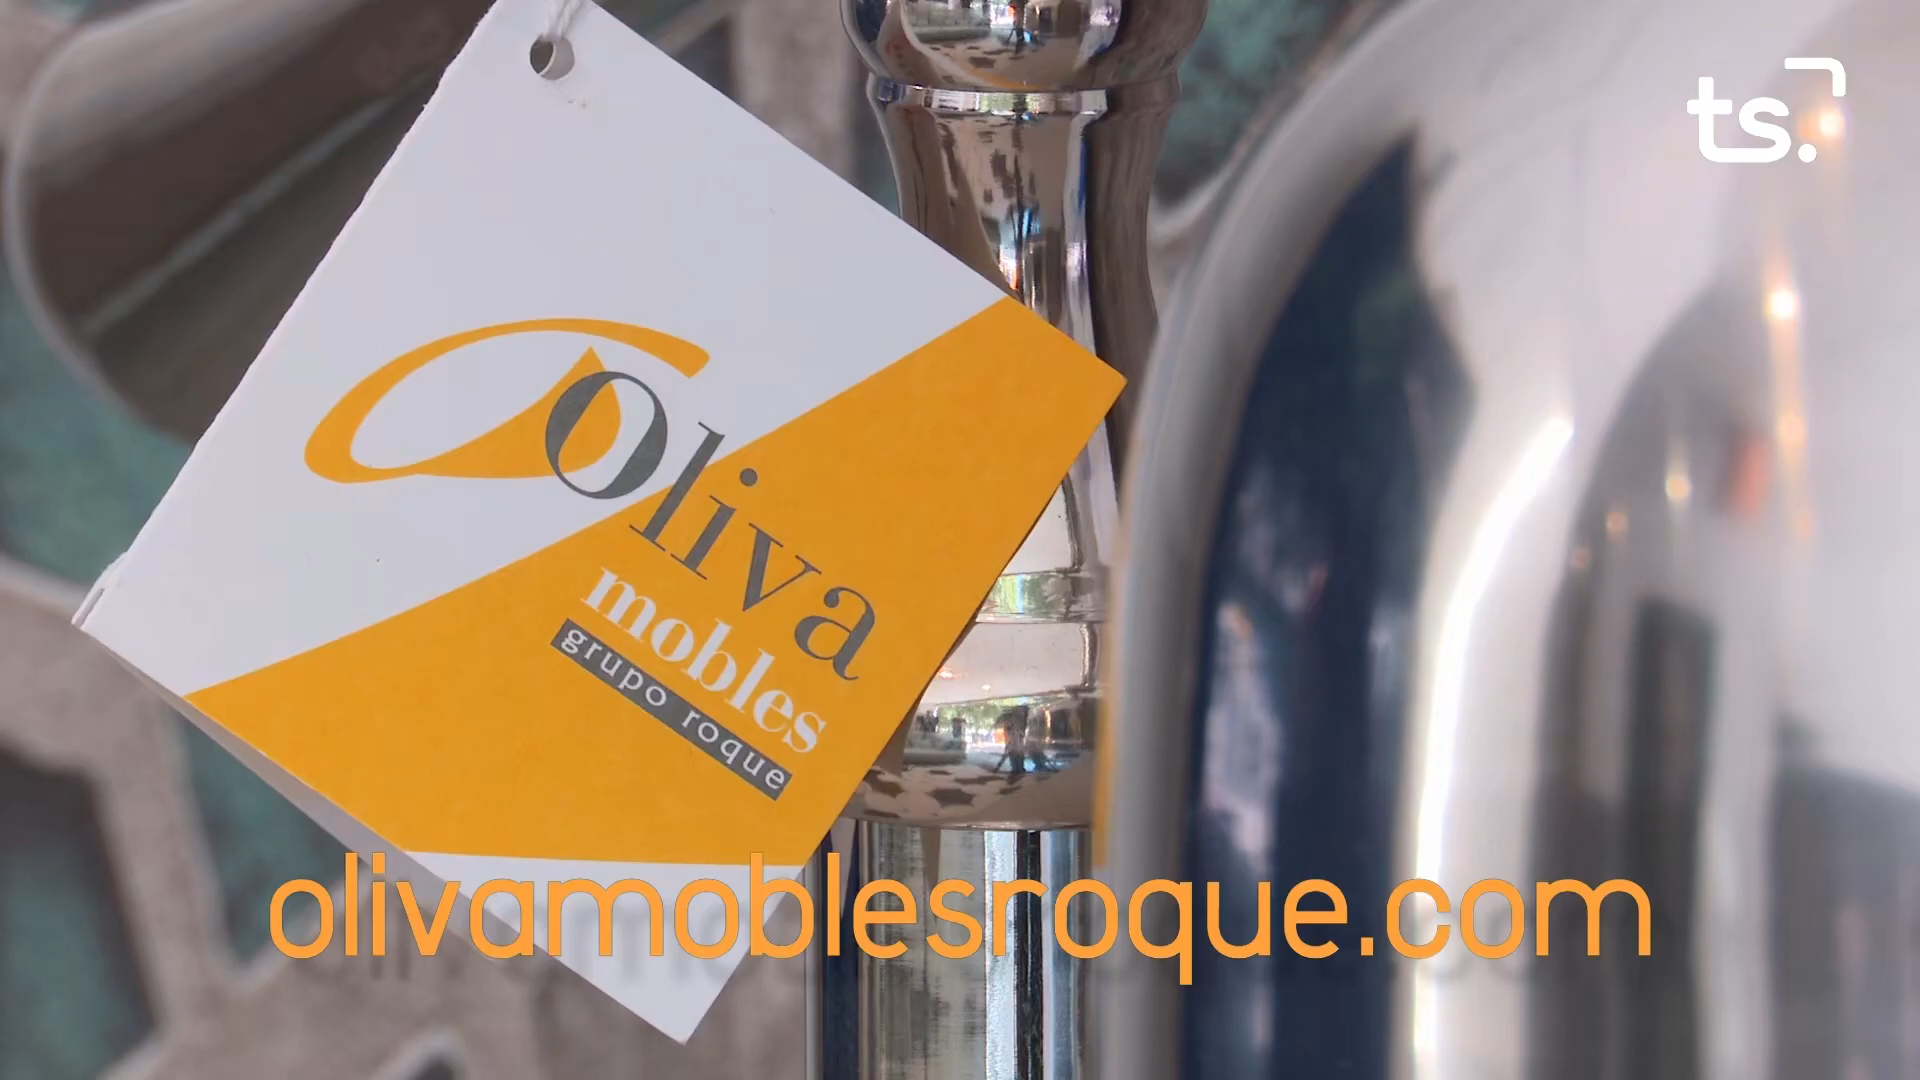 ts.
Oliva
mobles
grupo roque
olivamoblesroque.com